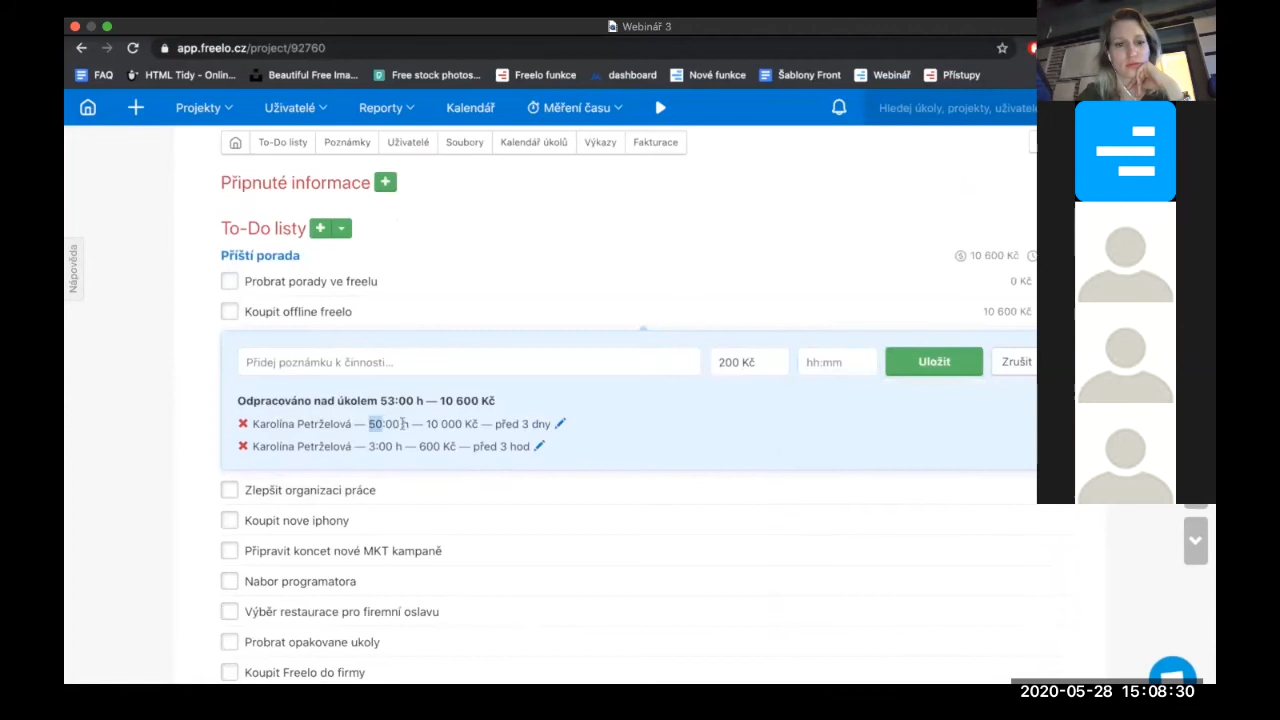 Webinář 3
app.freelo.cz/project/92760
FAQ HTML Tidy - Onlin... Beautiful Free Ima... Free stock photos... Freelo funkce dashboard Nové funkce Šablony Front Webinář Přístupy
Projekty Uživatelé Reporty Kalendář Měření času Hledej úkoly, projekty, uživatele
To-Do listy Poznámky Uživatelé Soubory Kalendář úkolů Výkazy Fakturace
Připnuté informace
To-Do listy
Příští porada 10 600 Kč
Probrat porady ve freelu 0 Kč
Koupit offline freelo 10 600 Kč
Přidej poznámku k činnosti... 200 Kč hh:mm Uložit Zrušit
Odpracováno nad úkolem 53:00 h — 10 600 Kč
Karolína Petrželová — 50:00 h — 10 000 Kč — před 3 dny
Karolína Petrželová — 3:00 h — 600 Kč — před 3 hod
Zlepšit organizaci práce
Koupit nove iphony
Připravit koncet nové MKT kampaně
Nabor programatora
Výběr restaurace pro firemní oslavu
Probrat opakovane ukoly
Koupit Freelo do firmy
Nápověda
2020-05-28 15:08:30